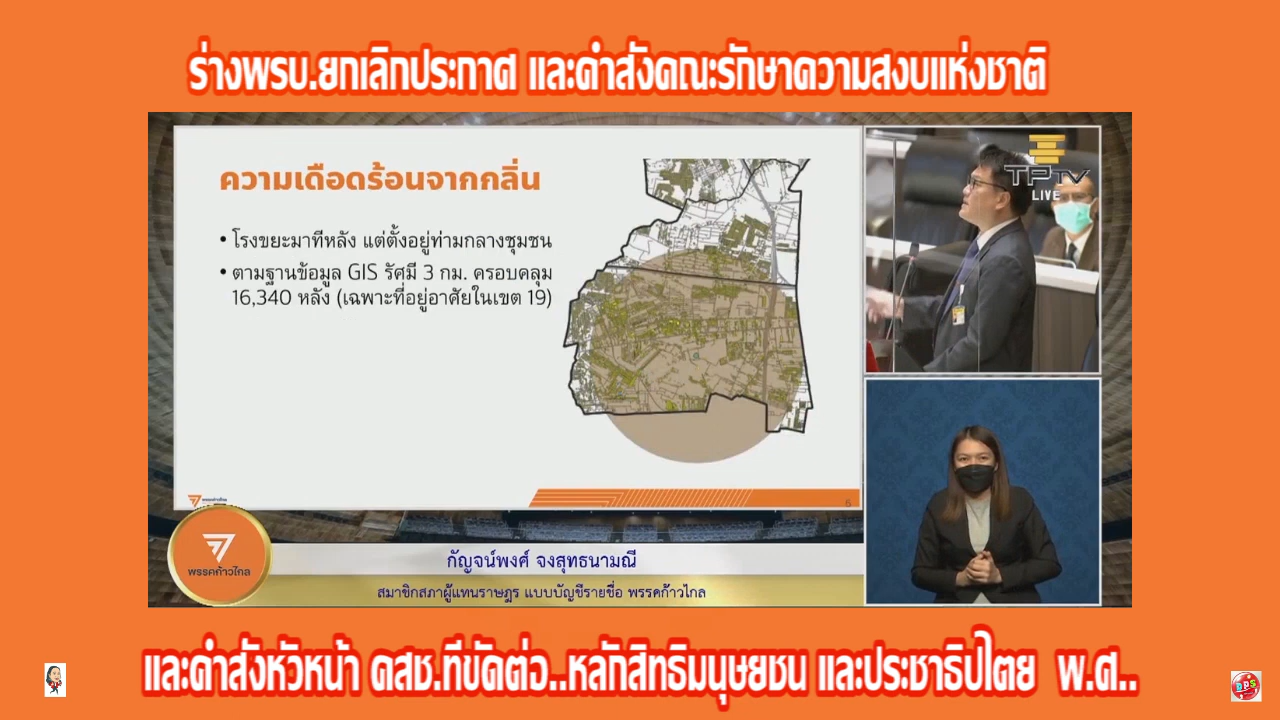 ร่างพรบ.ยกเลิกประกาศ และคำสั่งคณะรักษาความสงบแห่งชาติ
ความเดือดร้อนจากกลิ่น
• โรงขยะมาทีหลัง แต่ตั้งอยู่ท่ามกลางชุมชน
• ตามฐานข้อมูล GIS รัศมี 3 กม. ครอบคลุม
16,340 หลัง (เฉพาะที่อยู่อาศัยในเขต 19)
TPTV
LIVE
พรรคก้าวไกล
6
พรรคก้าวไกล
กัญจน์พงศ์ จงสุทธนามณี
สมาชิกสภาผู้แทนราษฎร แบบบัญชีรายชื่อ พรรคก้าวไกล
และคำสั่งหัวหน้า คสช.ที่ขัดต่อ..หลักสิทธิมนุษยชน และประชาธิปไตย พ.ศ..
DPS